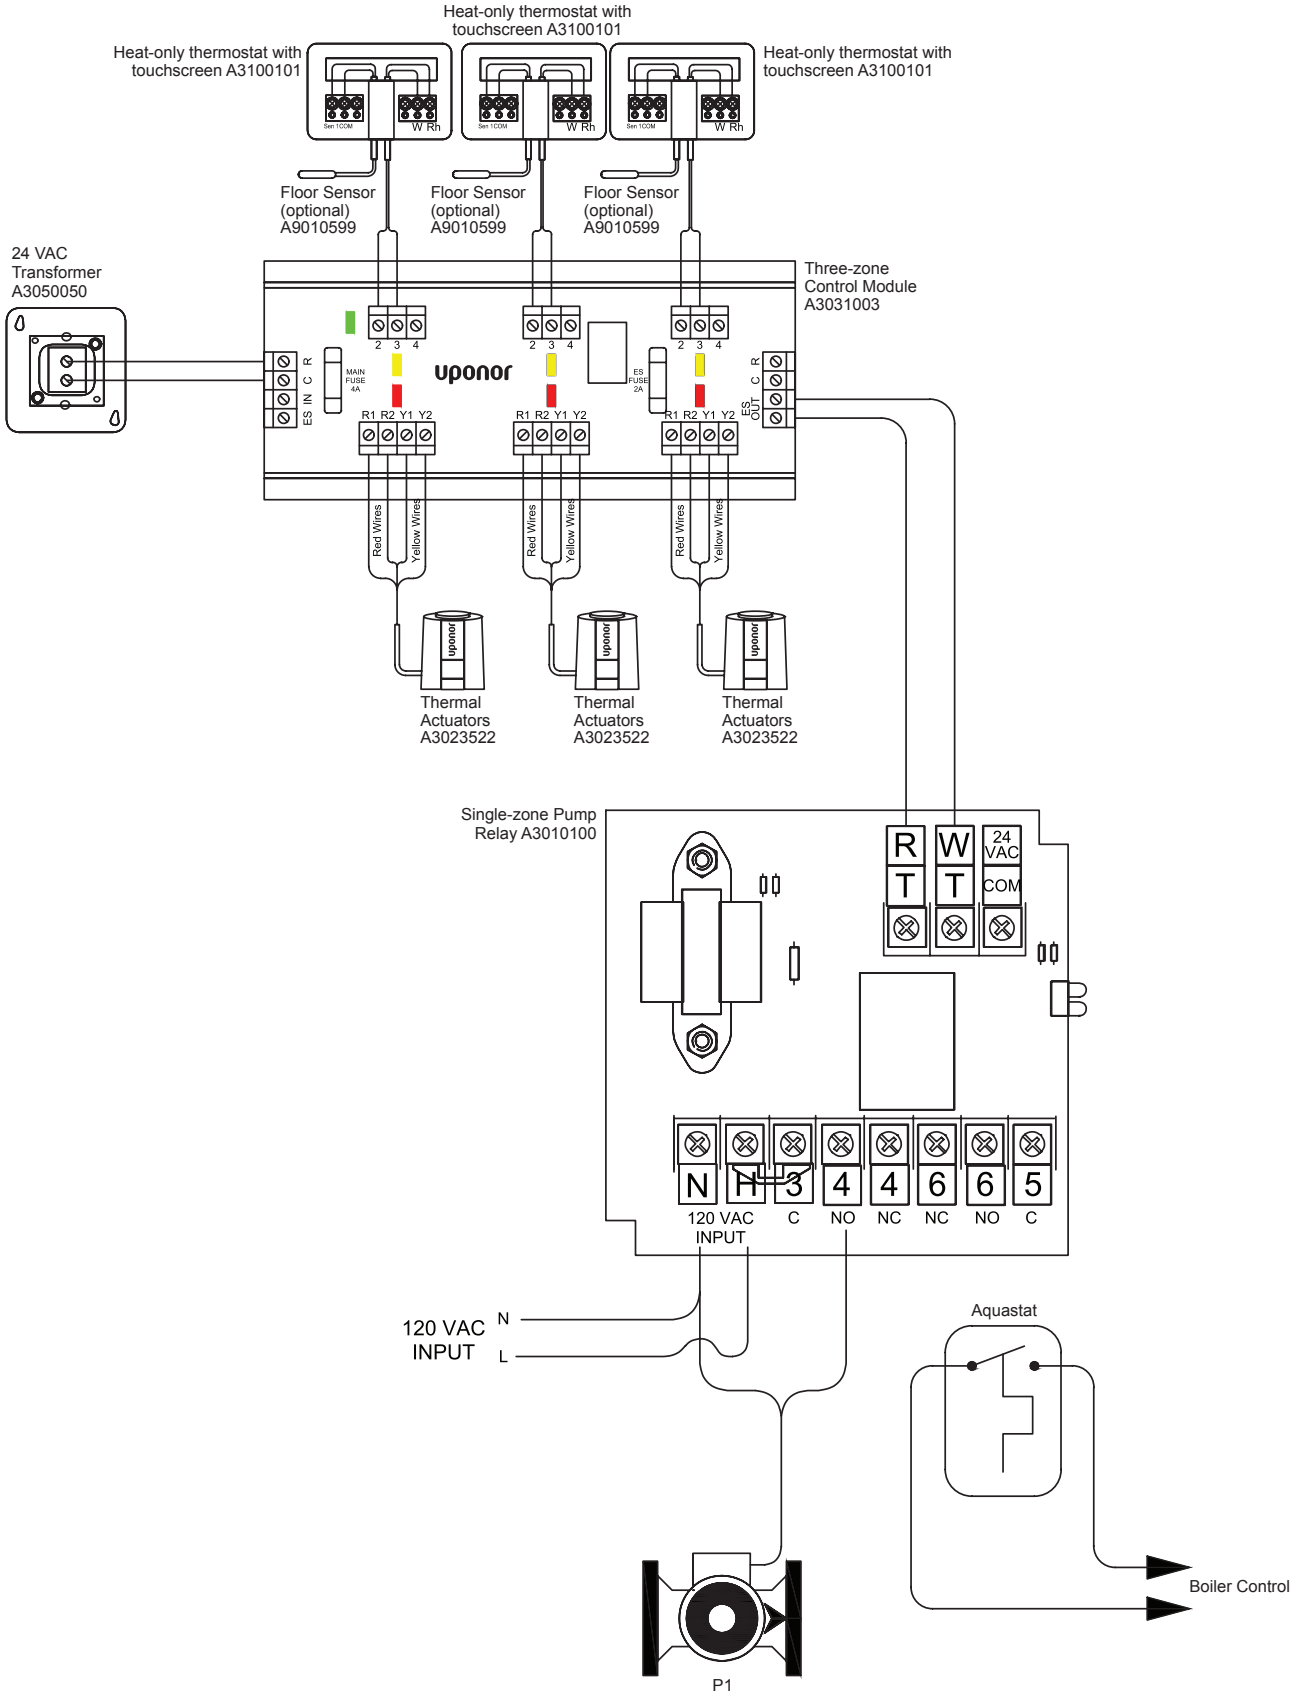 Heat-only thermostat with
touchscreen A3100101
Heat-only thermostat with
touchscreen A3100101
Heat-only thermostat with
touchscreen A3100101
Sen 1COM
W Rh
Sen 1COM
W Rh
Sen 1COM
W Rh
Floor Sensor
(optional)
A9010599
Floor Sensor
(optional)
A9010599
Floor Sensor
(optional)
A9010599
24 VAC
Transformer
A3050050
Three-zone
Control Module
A3031003
2 3 4
2 3 4
2 3 4
R
C
ES IN
MAIN
FUSE
4A
uponor
ES
FUSE
2A
R
C
ES
OUT
R1 R2 Y1 Y2
R1 R2 Y1 Y2
R1 R2 Y1 Y2
Red Wires
Yellow Wires
Red Wires
Yellow Wires
Red Wires
Yellow Wires
uponor
uponor
uponor
Thermal
Actuators
A3023522
Thermal
Actuators
A3023522
Thermal
Actuators
A3023522
Single-zone Pump
Relay A3010100
R W 24
VAC
T T COM
N H 3 4 4 6 6 5
120 VAC
INPUT
C NO NC NC NO C
120 VAC
INPUT
N
L
Aquastat
Boiler Control
P1